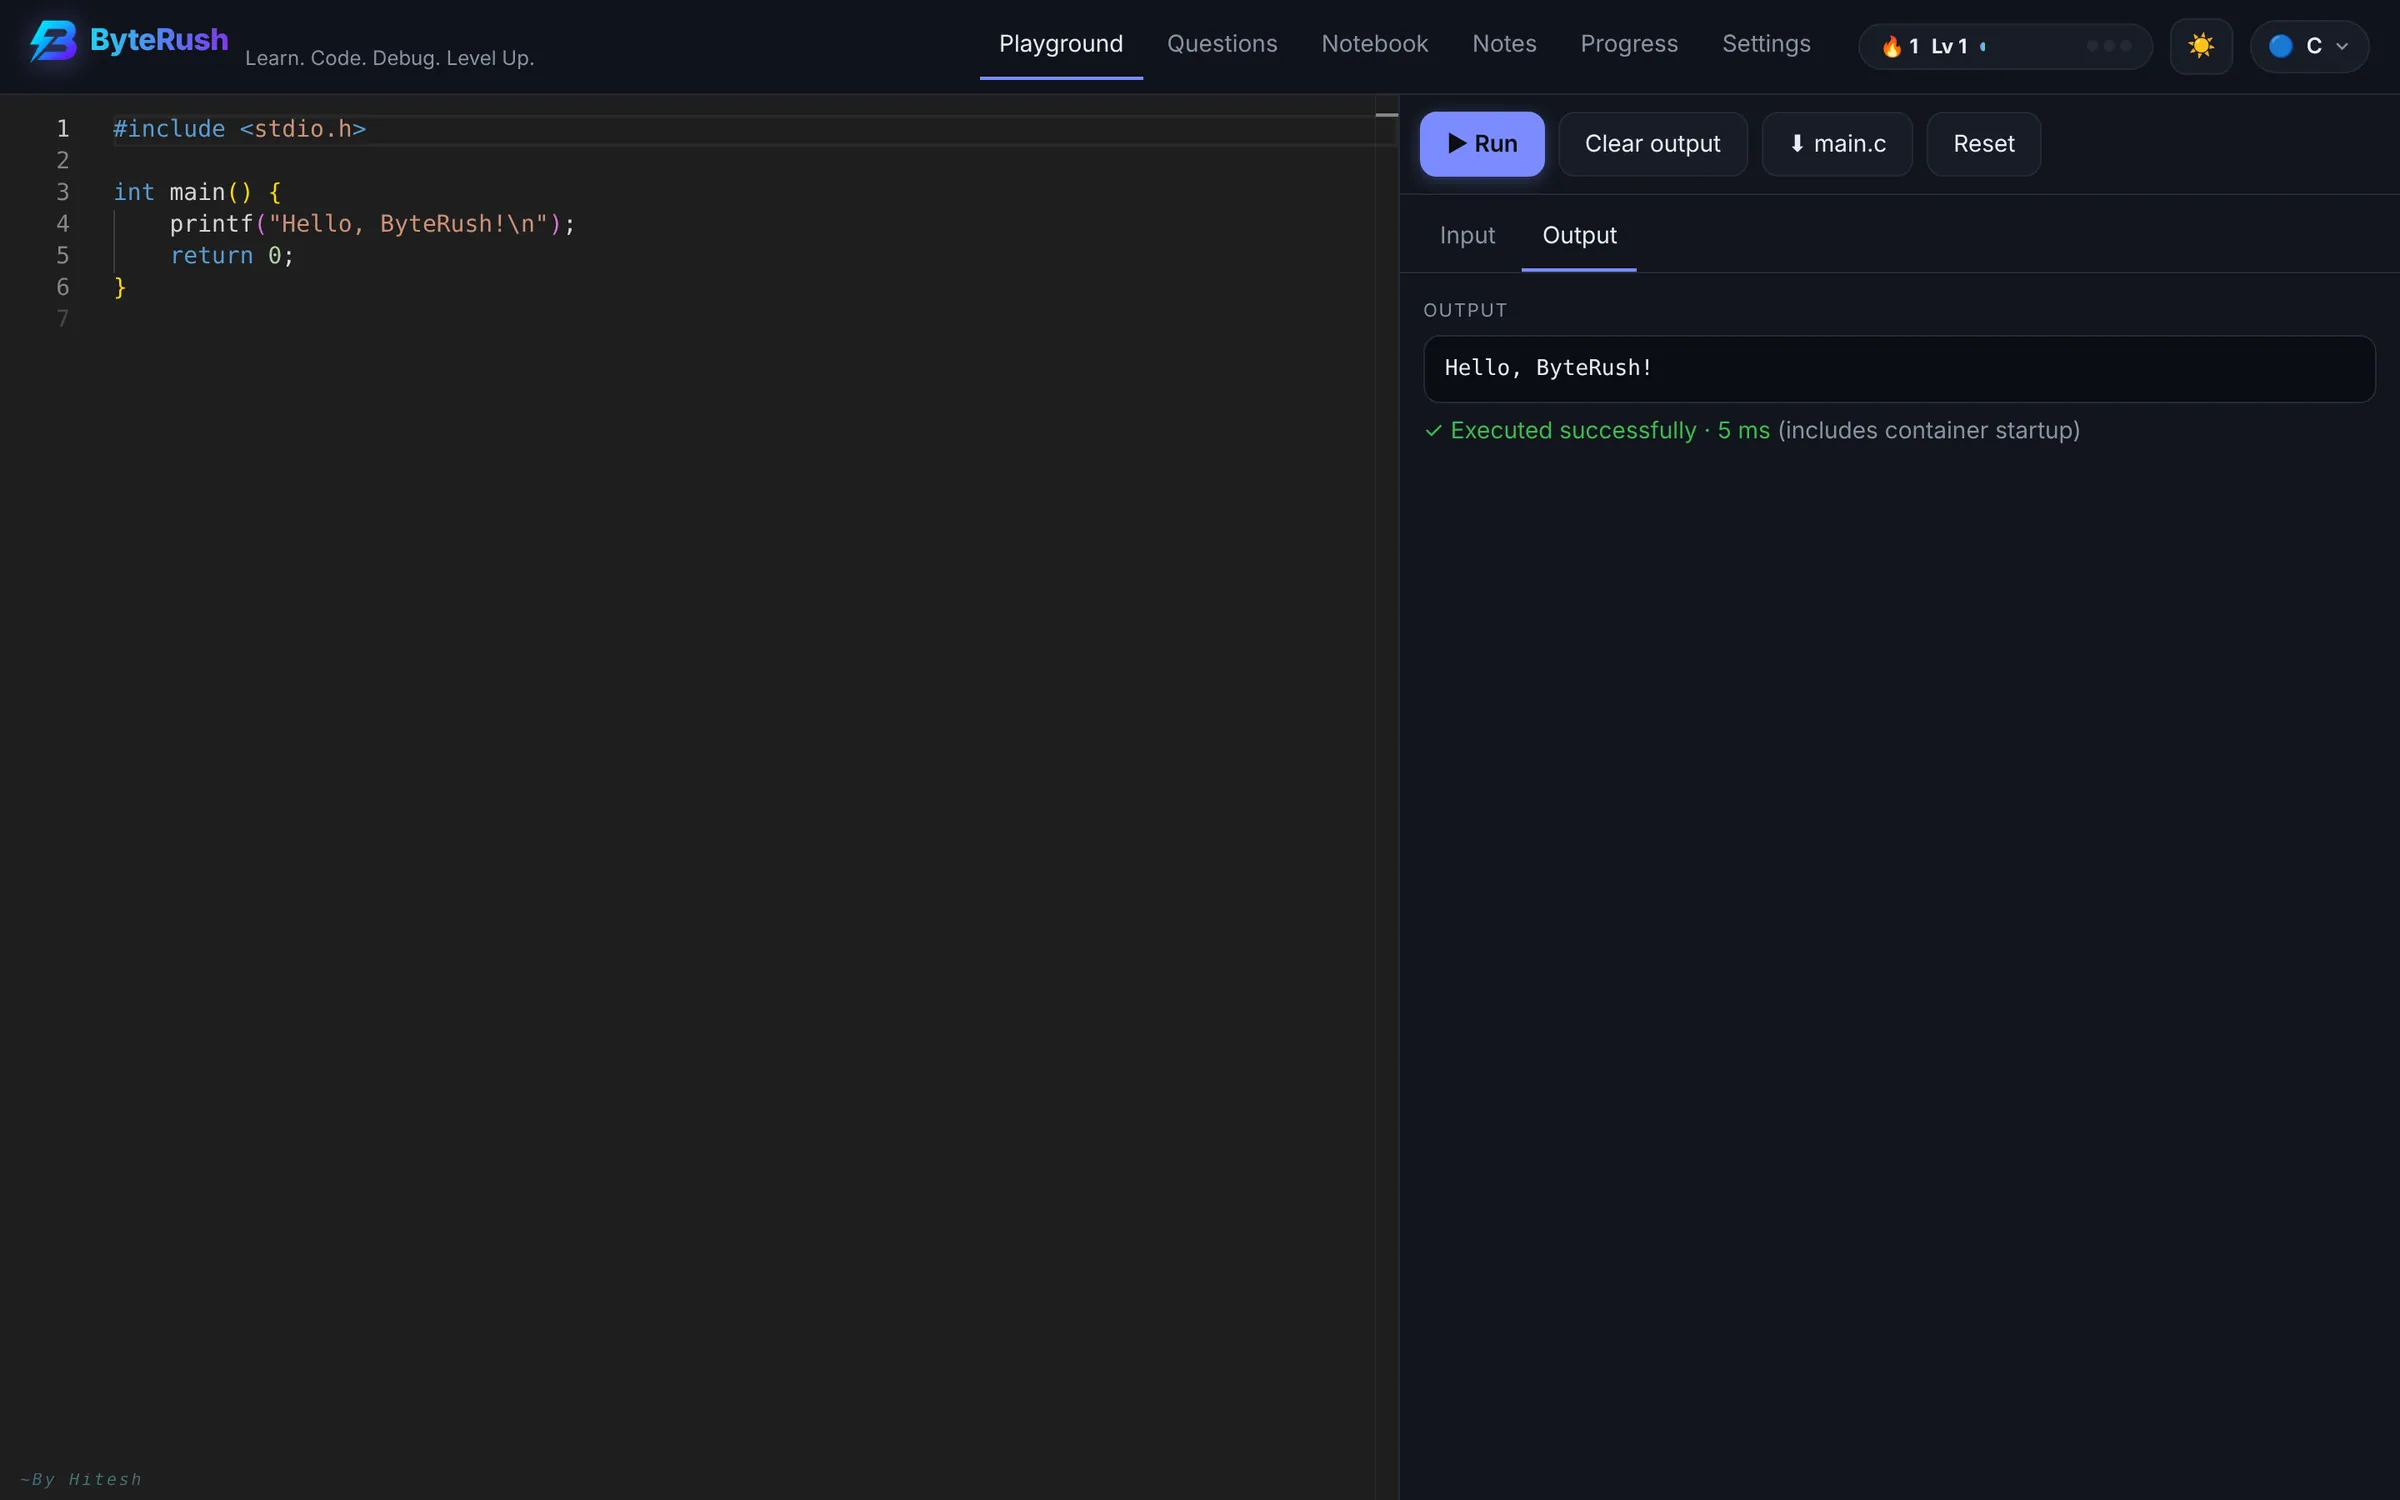 ByteRush Learn. Code. Debug. Level Up. Playground Questions Notebook Notes Progress Settings 🔥 1 Lv 1 ☀️ 🔵 C
1 #include <stdio.h>
2
3 int main() {
4     printf("Hello, ByteRush!\n");
5     return 0;
6 }
7
~By Hitesh
▶ Run Clear output ⬇ main.c Reset
Input Output
OUTPUT
Hello, ByteRush!
✓ Executed successfully · 5 ms (includes container startup)